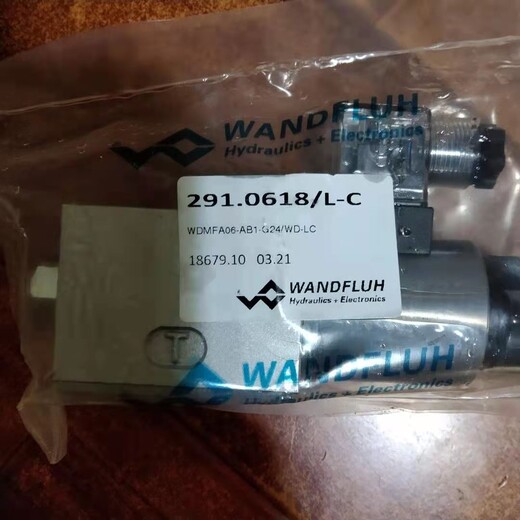 WANDFLUH
Hydraulics + Electronics
291.0618/L-C
WDMFA06-AB1-G24/WD-LC
18679.10 03.21
WANDFLUH
Hydraulics + Electronics
T
WANDFLUH
Hydraulics + Electronics